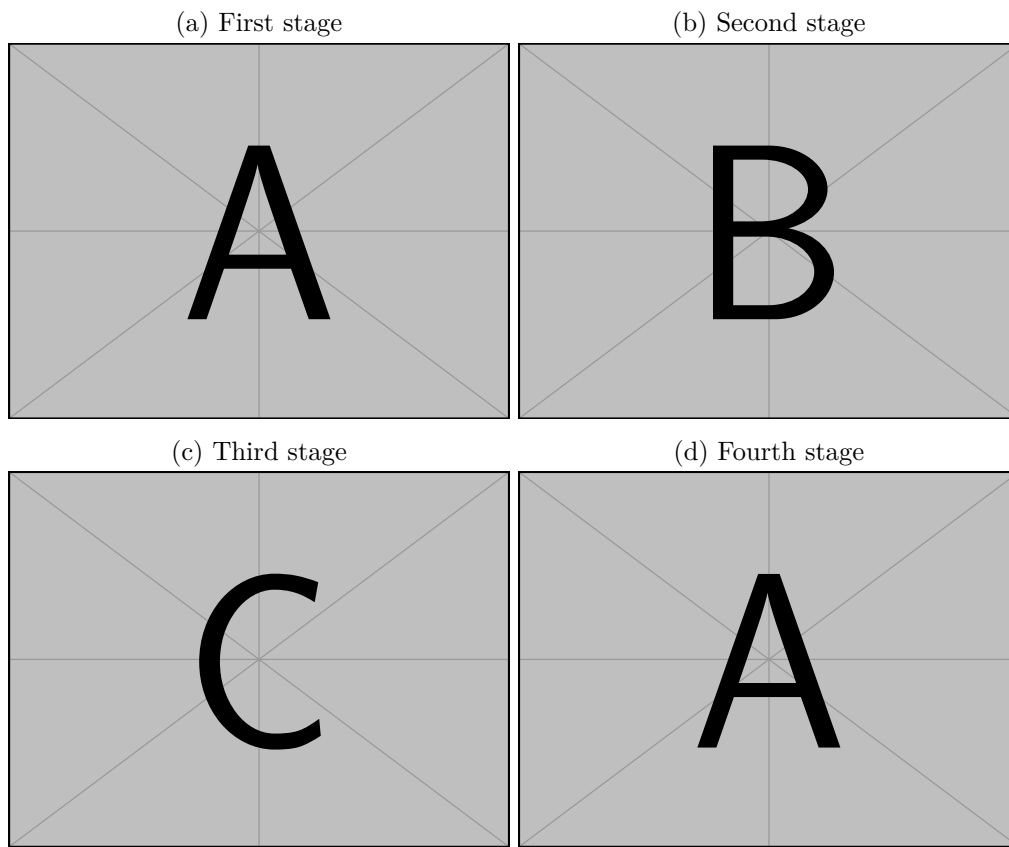 (a) First stage
(b) Second stage
A
B
(c) Third stage
(d) Fourth stage
C
A